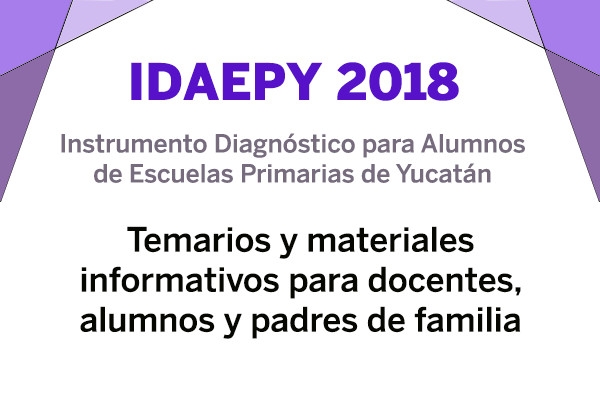 IDAEPY 2018
Instrumento Diagnóstico para Alumnos
de Escuelas Primarias de Yucatán
Temarios y materiales
informativos para docentes,
alumnos y padres de familia